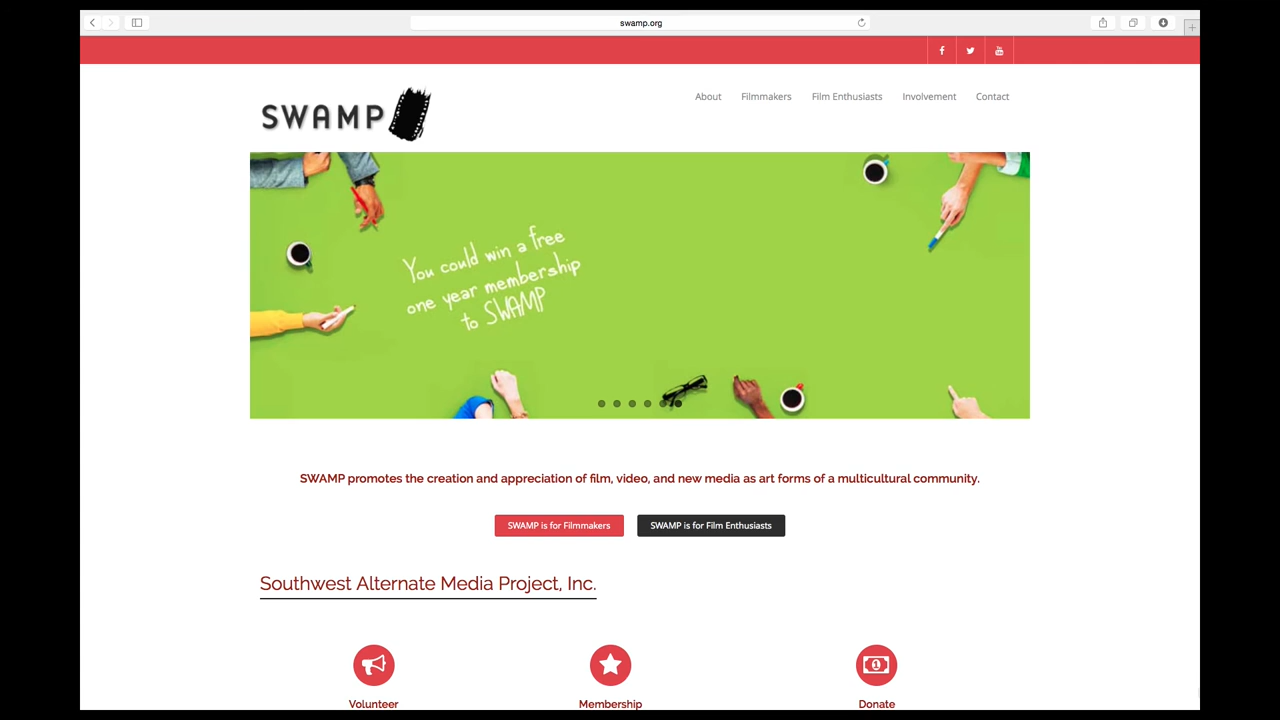 swamp.org
SWAMP
About Filmmakers Film Enthusiasts Involvement Contact
You could win a free
one year membership
to SWAMP
SWAMP promotes the creation and appreciation of film, video, and new media as art forms of a multicultural community.
SWAMP is for Filmmakers SWAMP is for Film Enthusiasts
Southwest Alternate Media Project, Inc.
Volunteer Membership Donate